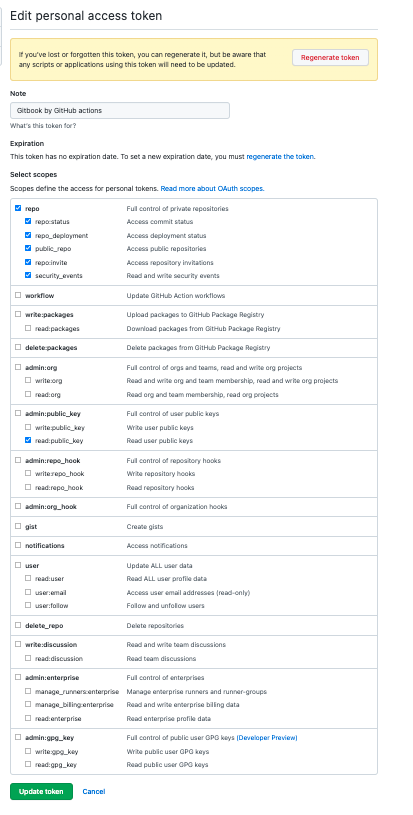 Edit personal access token
If you've lost or forgotten this token, you can regenerate it, but be aware that
any scripts or applications using this token will need to be updated.
Regenerate token
Note
Gitbook by GitHub actions
What's this token for?
Expiration
This token has no expiration date. To set a new expiration date, you must regenerate the token.
Select scopes
Scopes define the access for personal tokens. Read more about OAuth scopes.
repo Full control of private repositories
repo:status Access commit status
repo_deployment Access deployment status
public_repo Access public repositories
repo:invite Access repository invitations
security_events Read and write security events
workflow Update GitHub Action workflows
write:packages Upload packages to GitHub Package Registry
read:packages Download packages from GitHub Package Registry
delete:packages Delete packages from GitHub Package Registry
admin:org Full control of orgs and teams, read and write org projects
write:org Read and write org and team membership, read and write org projects
read:org Read org and team membership, read org projects
admin:public_key Full control of user public keys
write:public_key Write user public keys
read:public_key Read user public keys
admin:repo_hook Full control of repository hooks
write:repo_hook Write repository hooks
read:repo_hook Read repository hooks
admin:org_hook Full control of organization hooks
gist Create gists
notifications Access notifications
user Update ALL user data
read:user Read ALL user profile data
user:email Access user email addresses (read-only)
user:follow Follow and unfollow users
delete_repo Delete repositories
write:discussion Read and write team discussions
read:discussion Read team discussions
admin:enterprise Full control of enterprises
manage_runners:enterprise Manage enterprise runners and runner-groups
manage_billing:enterprise Read and write enterprise billing data
read:enterprise Read enterprise profile data
admin:gpg_key Full control of public user GPG keys (Developer Preview)
write:gpg_key Write public user GPG keys
read:gpg_key Read public user GPG keys
Update token Cancel